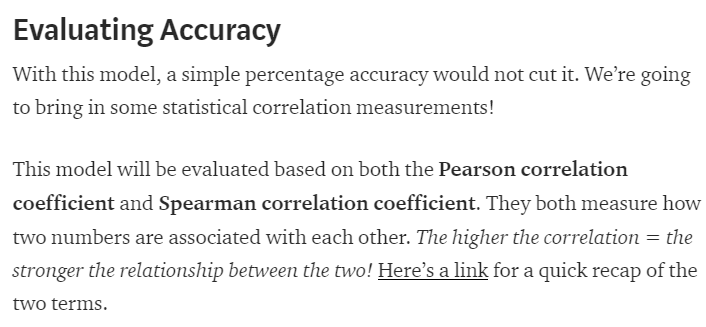 Evaluating Accuracy
With this model, a simple percentage accuracy would not cut it. We’re going
to bring in some statistical correlation measurements!
This model will be evaluated based on both the Pearson correlation
coefficient and Spearman correlation coefficient. They both measure how
two numbers are associated with each other. The higher the correlation = the
stronger the relationship between the two! Here’s a link for a quick recap of the
two terms.